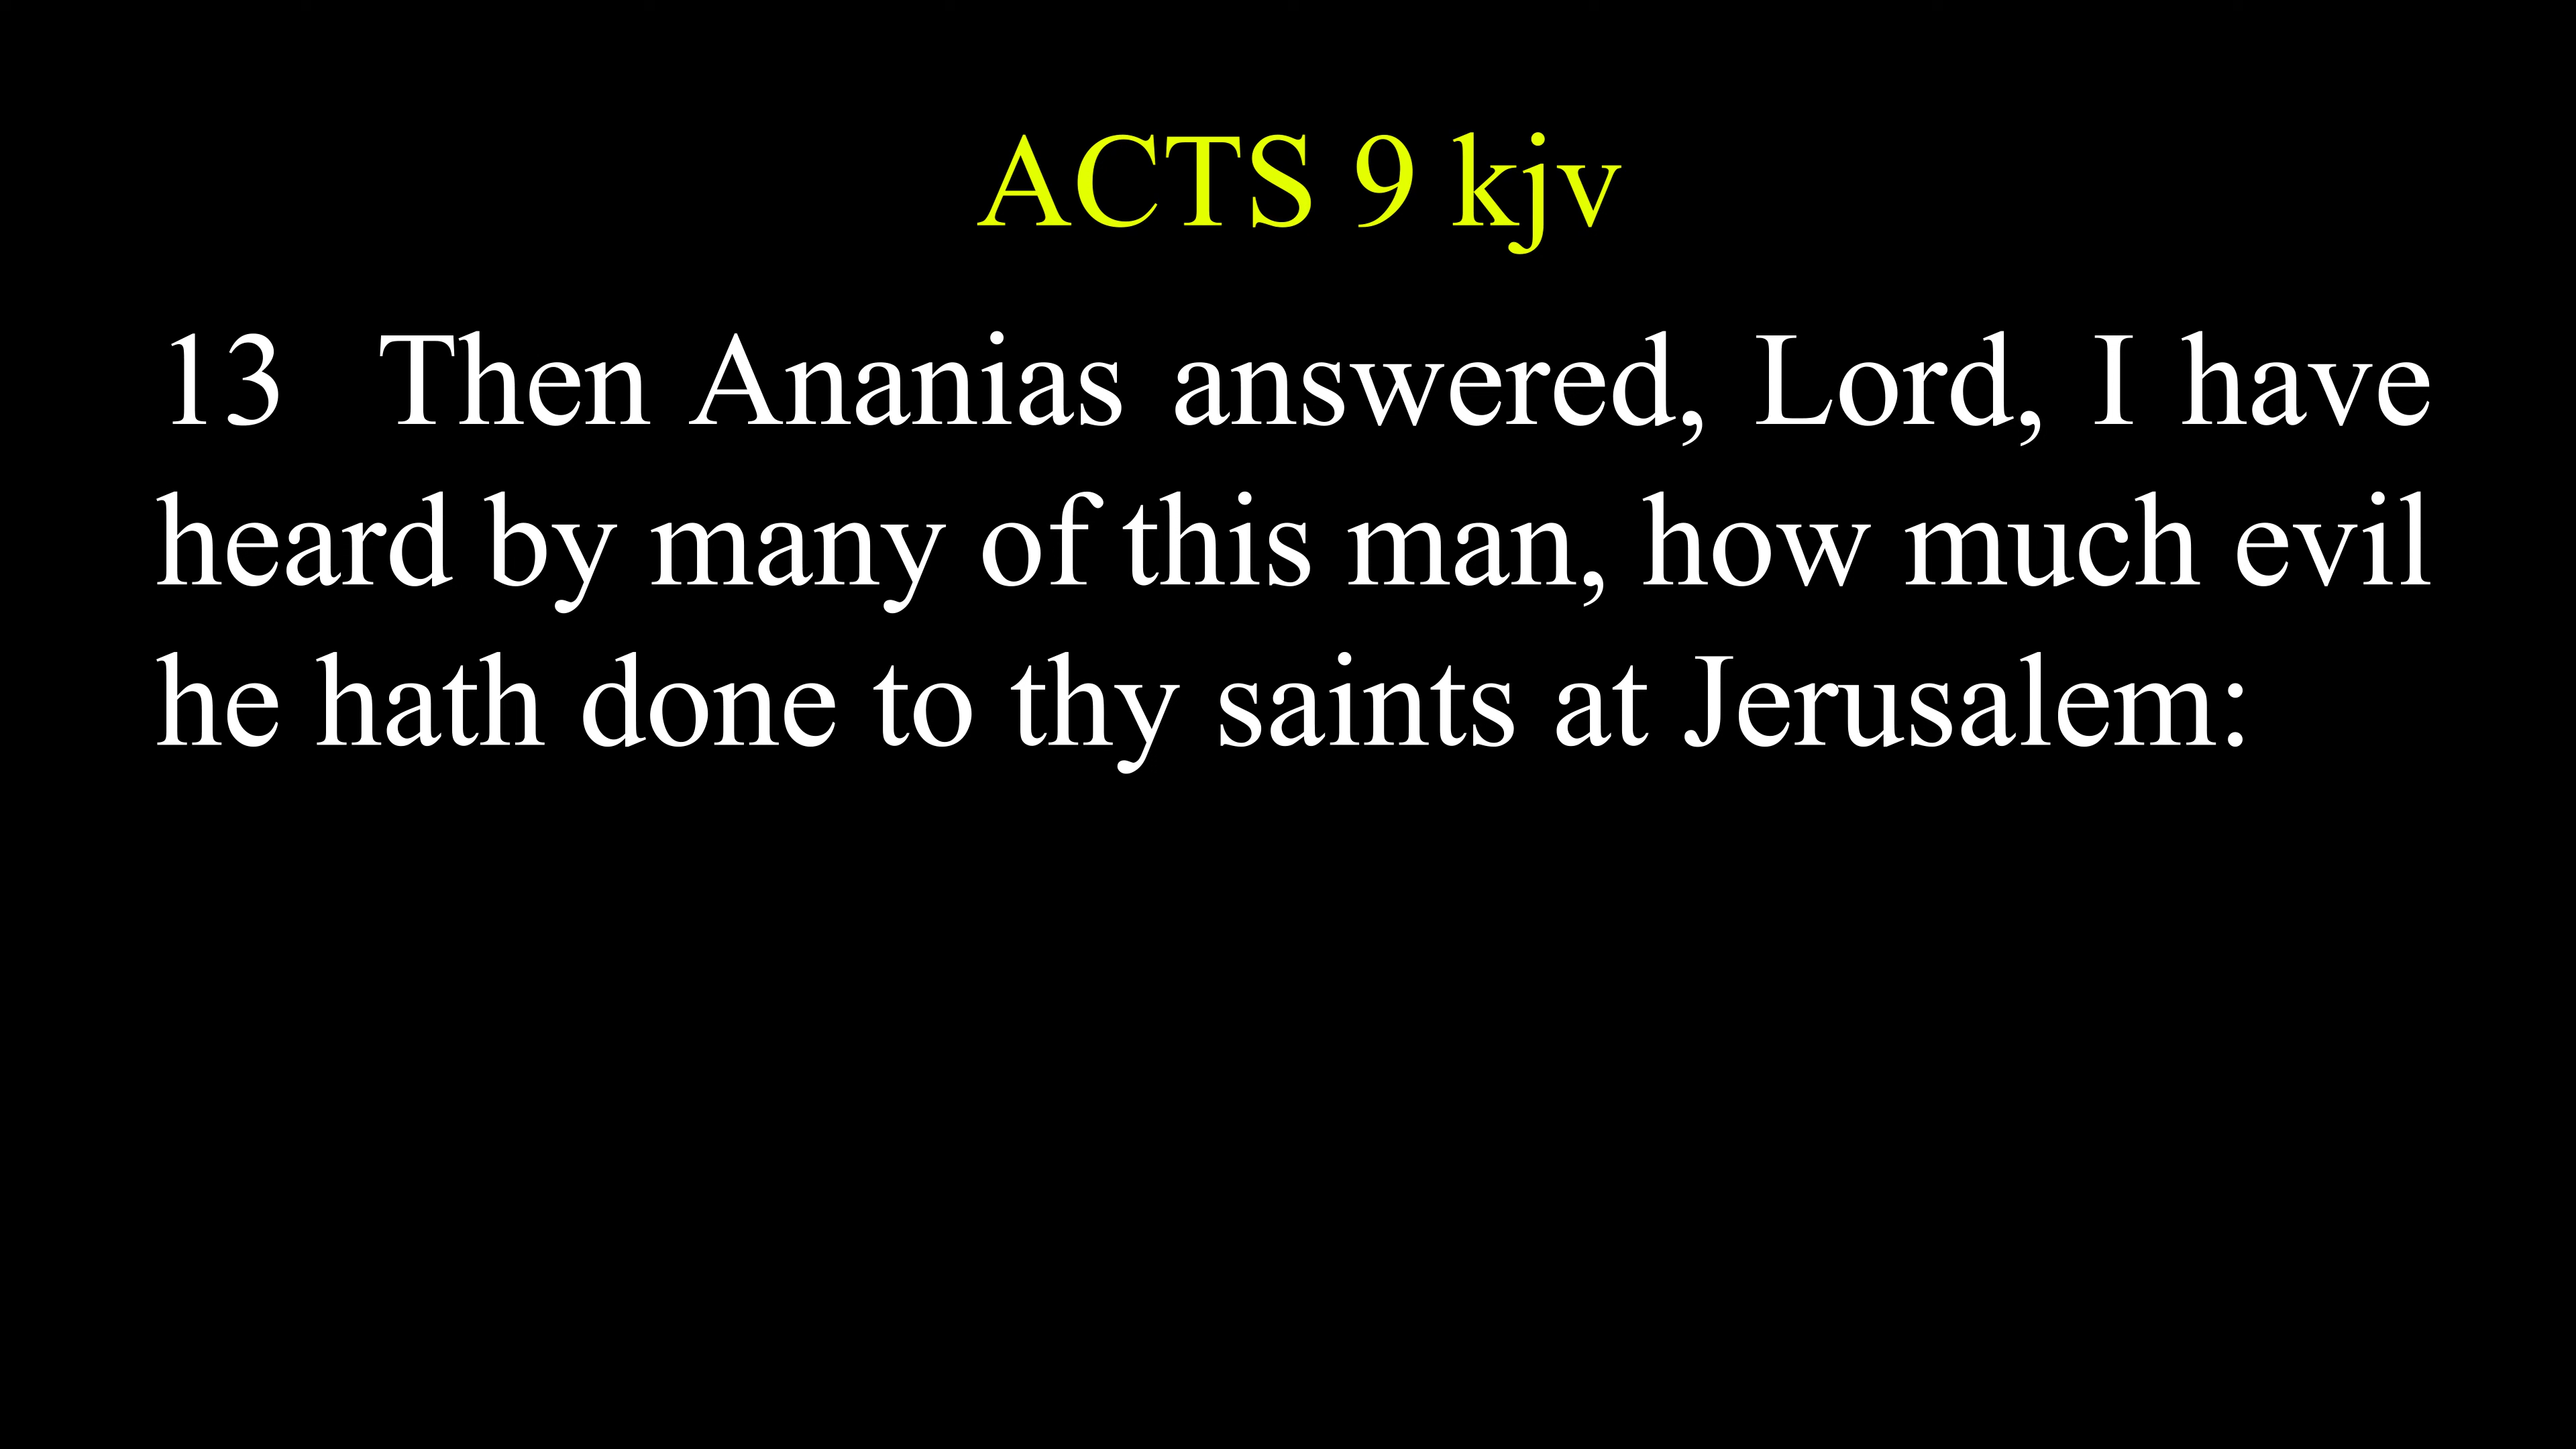 ACTS 9 kjv
13 Then Ananias answered, Lord, I have
heard by many of this man, how much evil
he hath done to thy saints at Jerusalem: